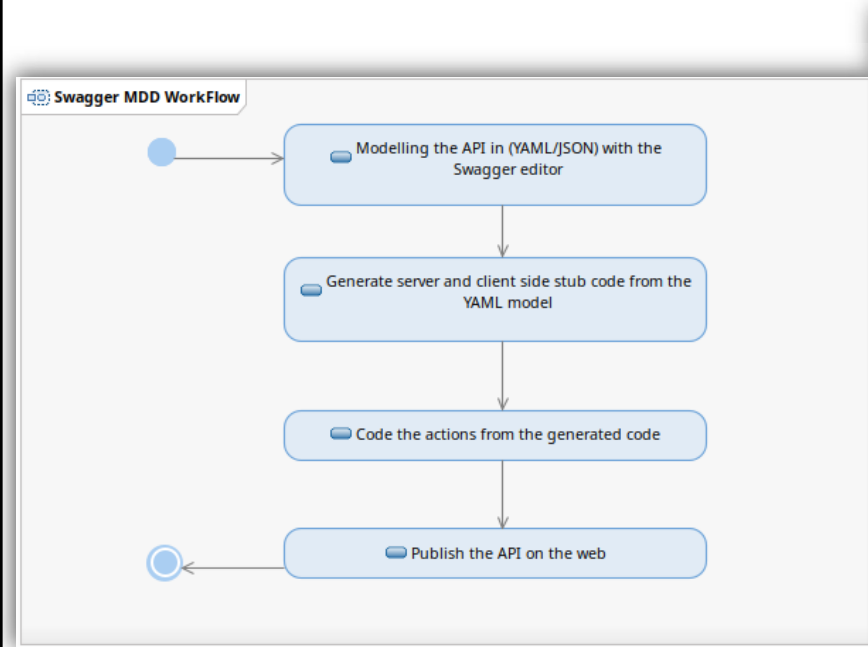 Swagger MDD WorkFlow
Modelling the API in (YAML/JSON) with the
Swagger editor
Generate server and client side stub code from the
YAML model
Code the actions from the generated code
Publish the API on the web